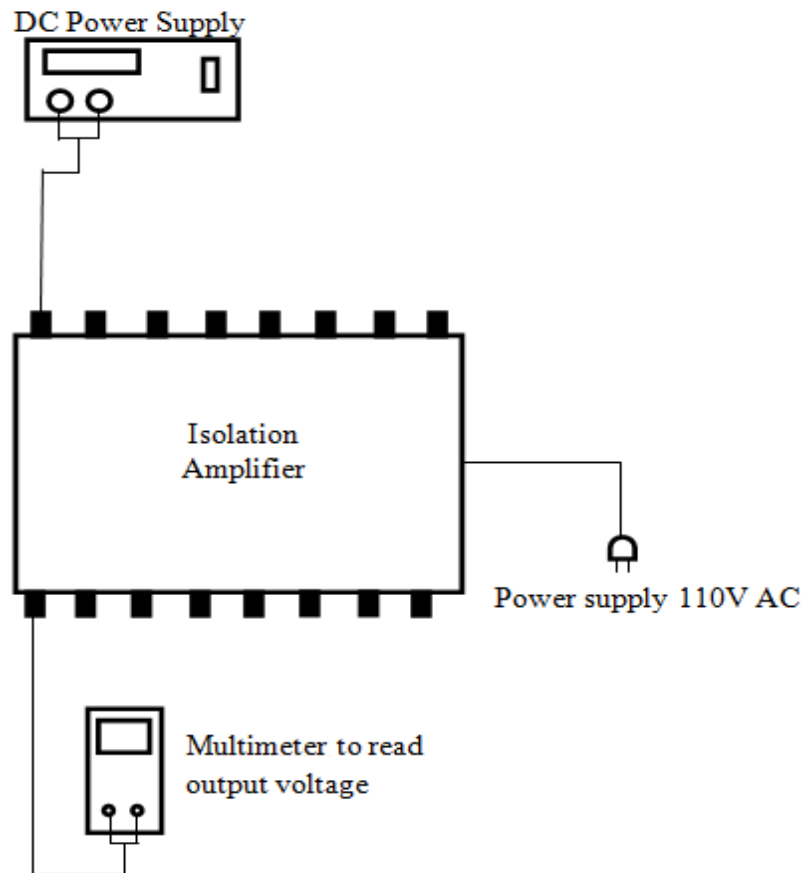 DC Power Supply
Isolation
Amplifier
Power supply 110V AC
Multimeter to read
output voltage